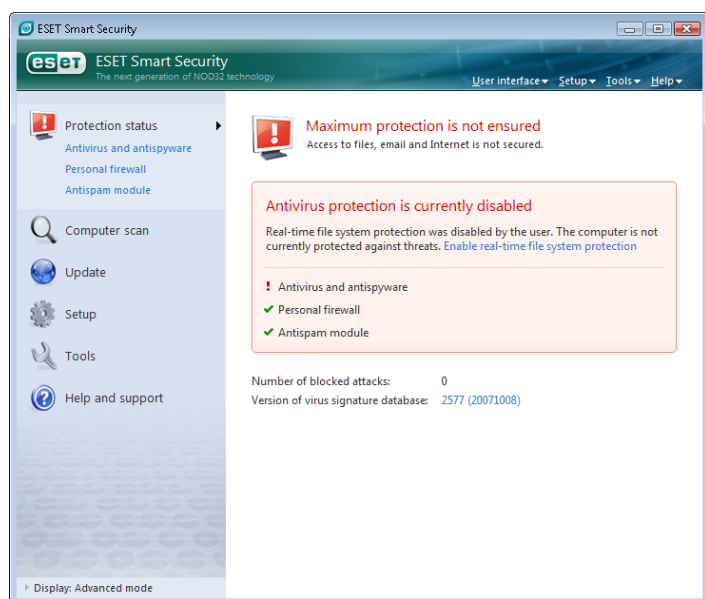 ESET Smart Security
eset
ESET Smart Security
The next generation of NOD32 technology
User interface Setup Tools Help
Protection status
Antivirus and antispyware
Personal firewall
Antispam module
Computer scan
Update
Setup
Tools
Help and support
Display: Advanced mode
Maximum protection is not ensured
Access to files, email and Internet is not secured.
Antivirus protection is currently disabled
Real-time file system protection was disabled by the user. The computer is not
currently protected against threats. Enable real-time file system protection
Antivirus and antispyware
Personal firewall
Antispam module
Number of blocked attacks: 0
Version of virus signature database: 2577 (20071008)